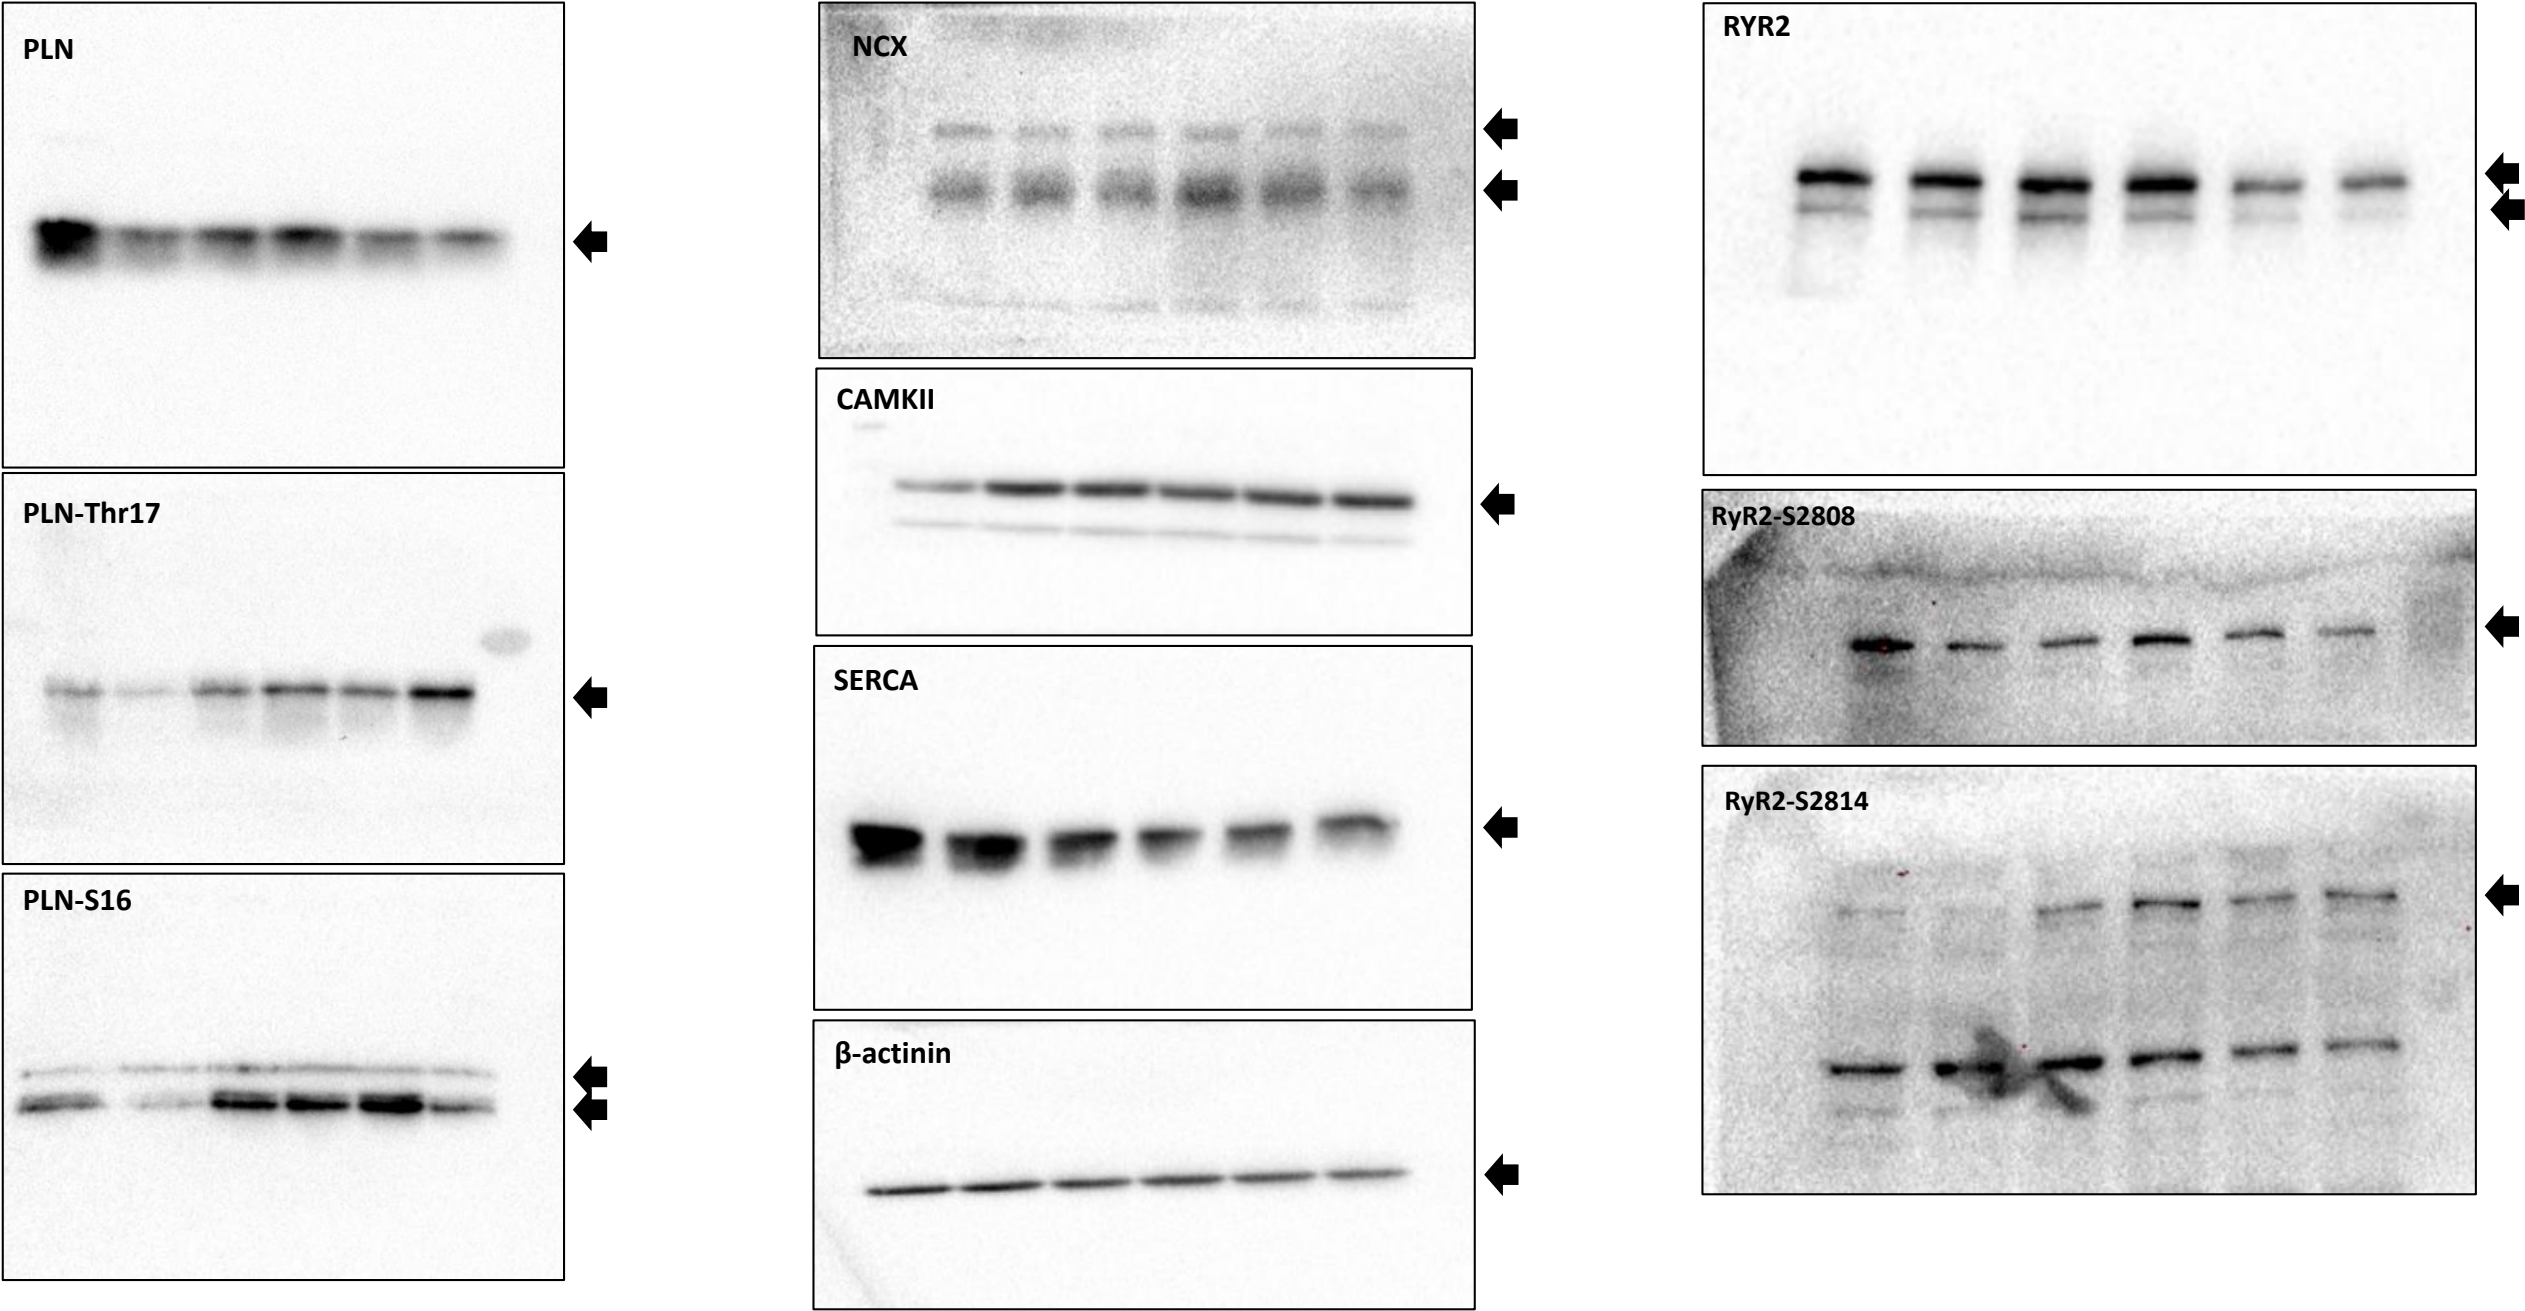 PLN
PLN-Thr17
PLN-S16
NCX
CAMKII
SERCA
β-actinin
RYR2
RyR2-S2808
RyR2-S2814